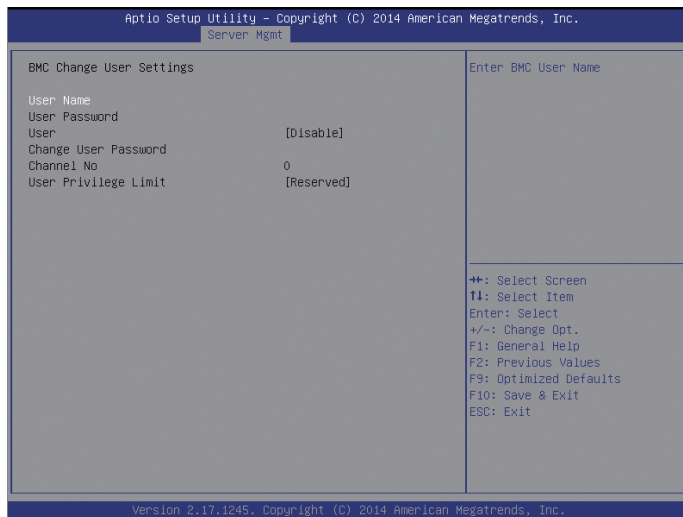 Aptio Setup Utility – Copyright (C) 2014 American Megatrends, Inc.
Server Mgmt
BMC Change User Settings
User Name
User Password
User [Disable]
Change User Password
Channel No 0
User Privilege Limit [Reserved]
Enter BMC User Name
→←: Select Screen
↑↓: Select Item
Enter: Select
+/-: Change Opt.
F1: General Help
F2: Previous Values
F9: Optimized Defaults
F10: Save & Exit
ESC: Exit
Version 2.17.1245. Copyright (C) 2014 American Megatrends, Inc.